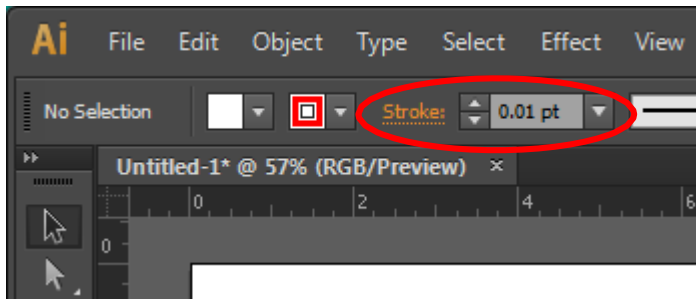 Ai File Edit Object Type Select Effect View
No Selection Stroke: 0.01 pt
Untitled-1* @ 57% (RGB/Preview) ×
0 2 4 6
0